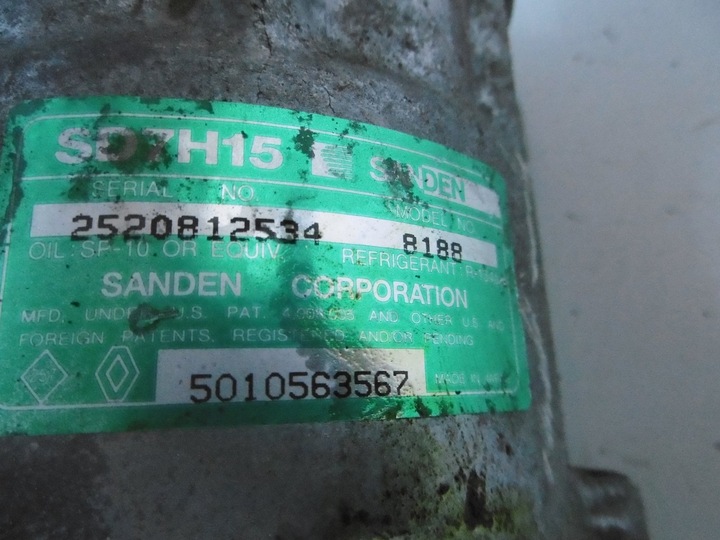 SD7H15 SANDEN
SERIAL NO. MODEL NO.
2520812534 8188
OIL: SP-10 OR EQUIV. REFRIGERANT
SANDEN CORPORATION
MFD. UNDER U.S. PAT. AND OTHER U.S. AND
FOREIGN PATENTS, REGISTERED AND/OR PENDING
5010563567 MADE IN